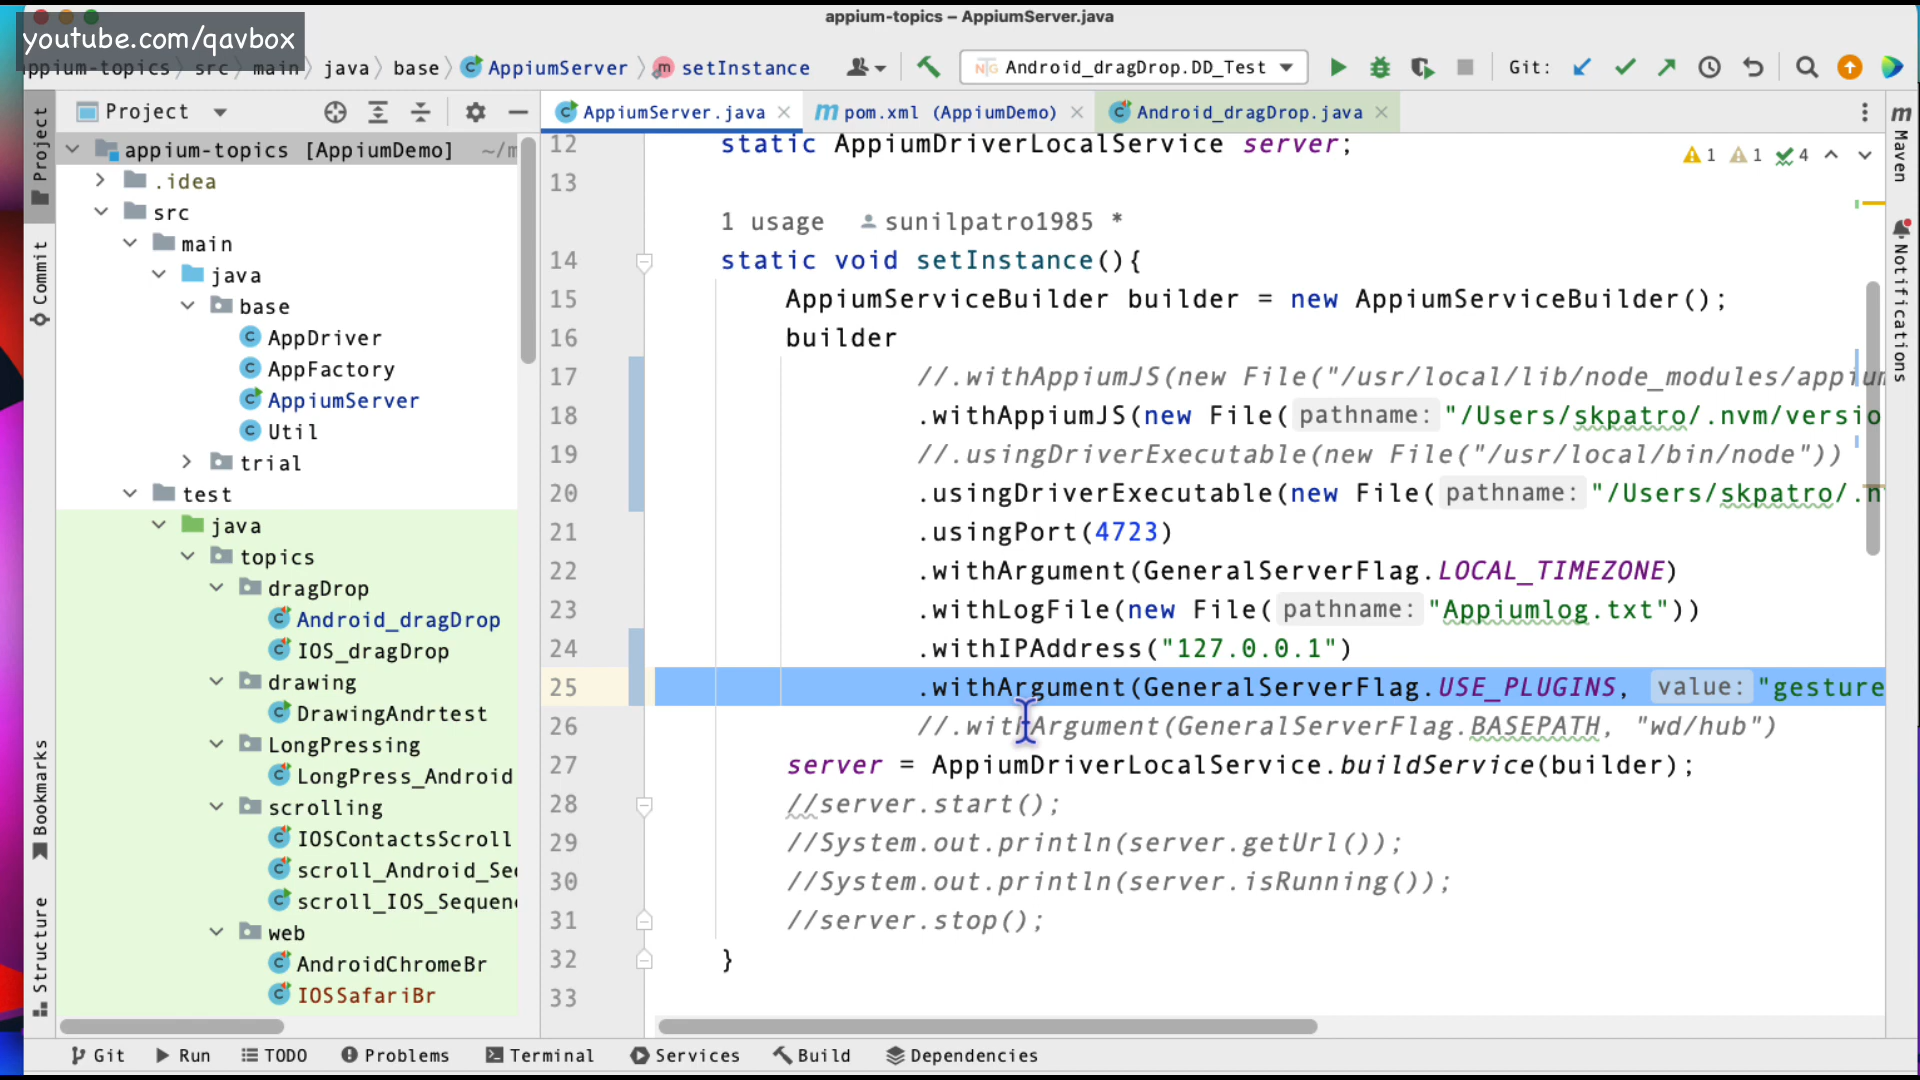 appium-topics – AppiumServer.java
youtube.com/qavbox
appium-topics src main java base AppiumServer setInstance
Android_dragDrop.DD_Test
Git:
Project
AppiumServer.java
pom.xml (AppiumDemo)
Android_dragDrop.java
Project
Commit
Bookmarks
Structure
appium-topics [AppiumDemo] ~/m
.idea
src
main
java
base
AppDriver
AppFactory
AppiumServer
Util
trial
test
java
topics
dragDrop
Android_dragDrop
IOS_dragDrop
drawing
DrawingAndrtest
LongPressing
LongPress_Android
scrolling
IOSContactsScroll
scroll_Android_Se
scroll_IOS_Sequen
web
AndroidChromeBr
IOSSafariBr
1 1 4
12 static AppiumDriverLocalService server;
13
1 usage sunilpatro1985 *
14 static void setInstance(){
15 AppiumServiceBuilder builder = new AppiumServiceBuilder();
16 builder
17 //.withAppiumJS(new File("/usr/local/lib/node_modules/appium
18 .withAppiumJS(new File( pathname: "/Users/skpatro/.nvm/versio
19 //.usingDriverExecutable(new File("/usr/local/bin/node"))
20 .usingDriverExecutable(new File( pathname: "/Users/skpatro/.n
21 .usingPort(4723)
22 .withArgument(GeneralServerFlag.LOCAL_TIMEZONE)
23 .withLogFile(new File( pathname: "Appiumlog.txt"))
24 .withIPAddress("127.0.0.1")
25 .withArgument(GeneralServerFlag.USE_PLUGINS, value: "gesture
26 //.withArgument(GeneralServerFlag.BASEPATH, "wd/hub")
27 server = AppiumDriverLocalService.buildService(builder);
28 //server.start();
29 //System.out.println(server.getUrl());
30 //System.out.println(server.isRunning());
31 //server.stop();
32 }
33
m Maven
Notifications
Git Run TODO Problems Terminal Services Build Dependencies